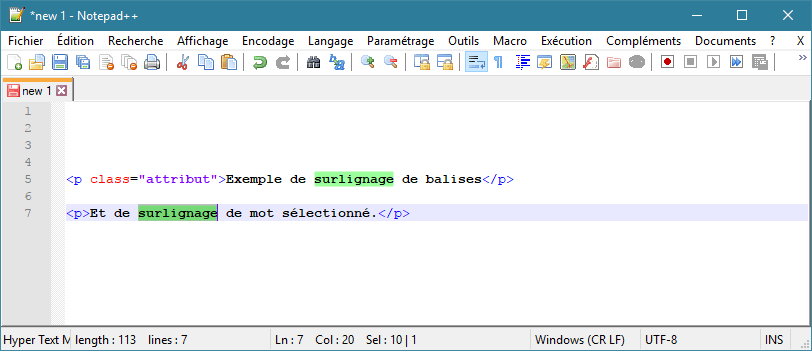 *new 1 - Notepad++
Fichier Édition Recherche Affichage Encodage Langage Paramétrage Outils Macro Exécution Compléments Documents ? X
new 1
1
2
3
4
5 <p class="attribut">Exemple de surlignage de balises</p>
6
7 <p>Et de surlignage de mot sélectionné.</p>
Hyper Text M length : 113 lines : 7 Ln : 7 Col : 20 Sel : 10 | 1 Windows (CR LF) UTF-8 INS